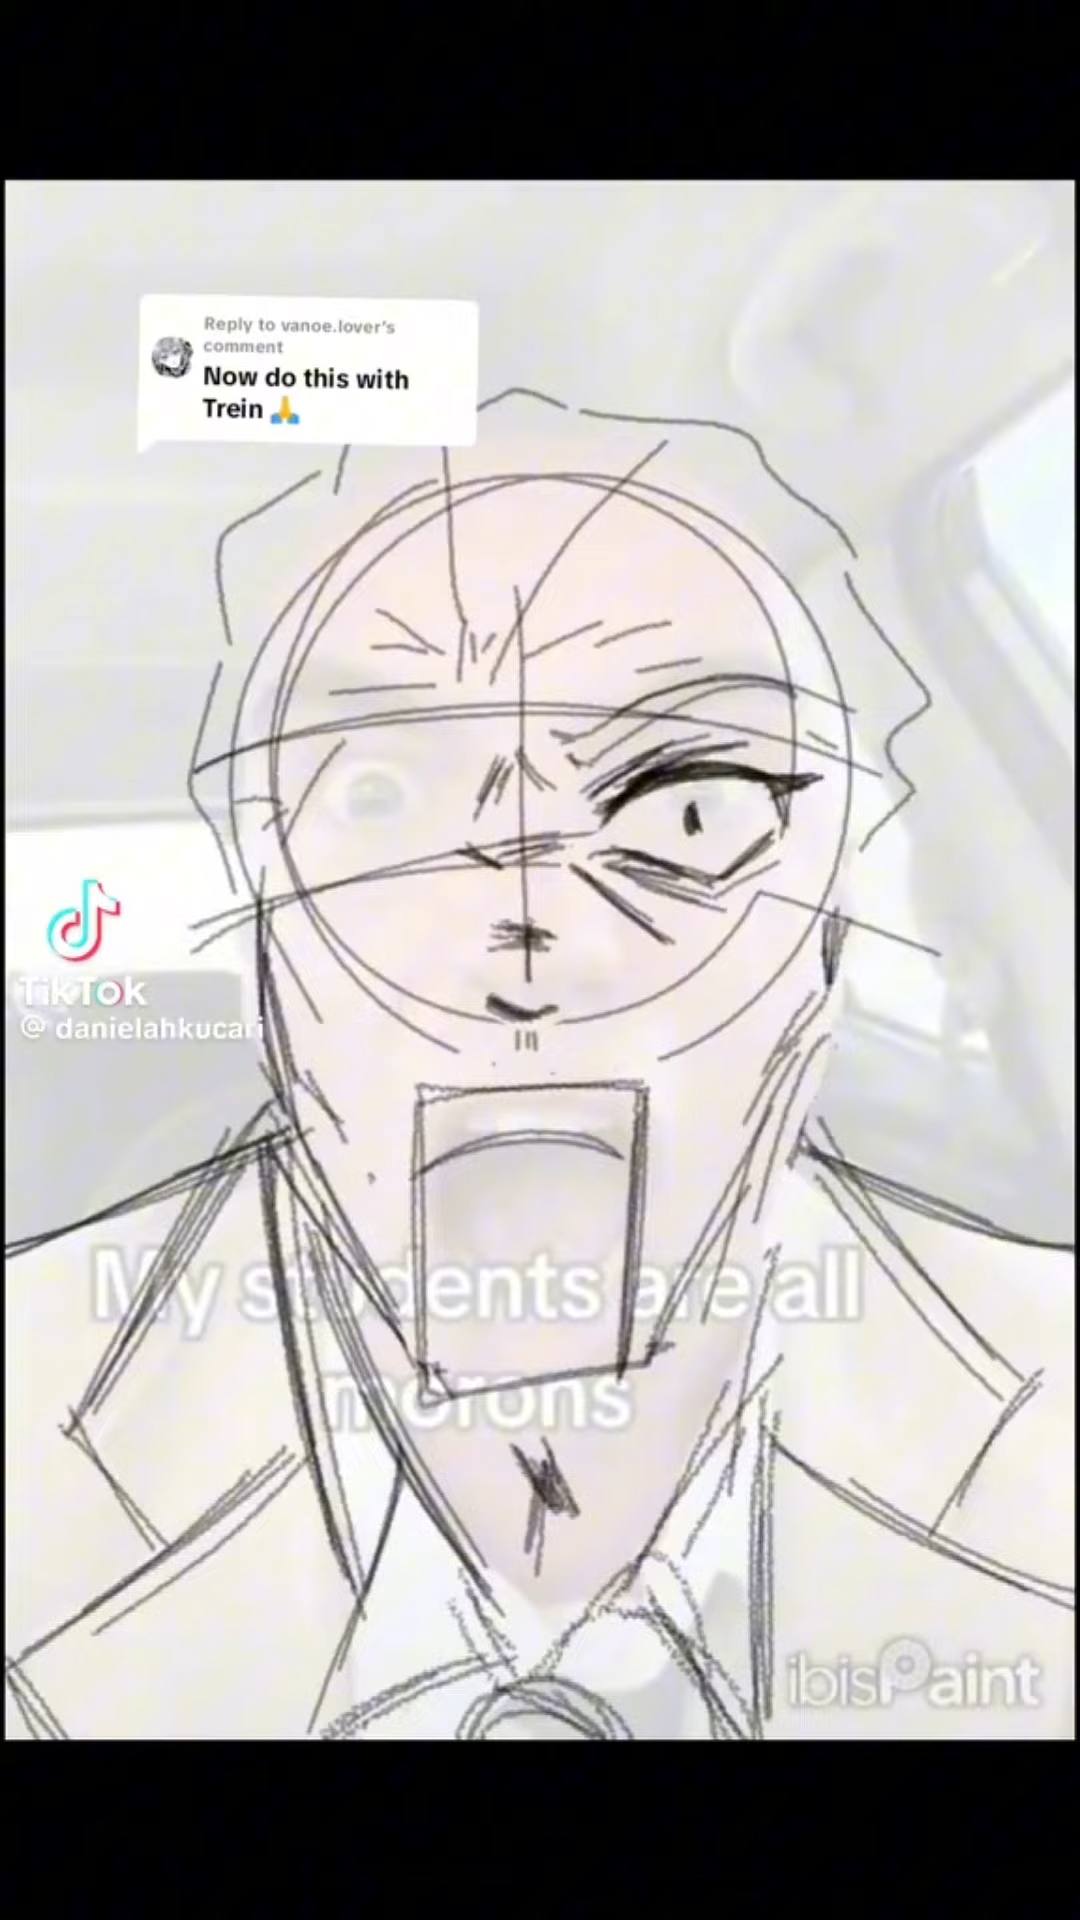 Reply to vanoe.lover's
comment
Now do this with
Trein 🙏
TikTok
@ danielahkucari
My students are all
morons
ibisPaint